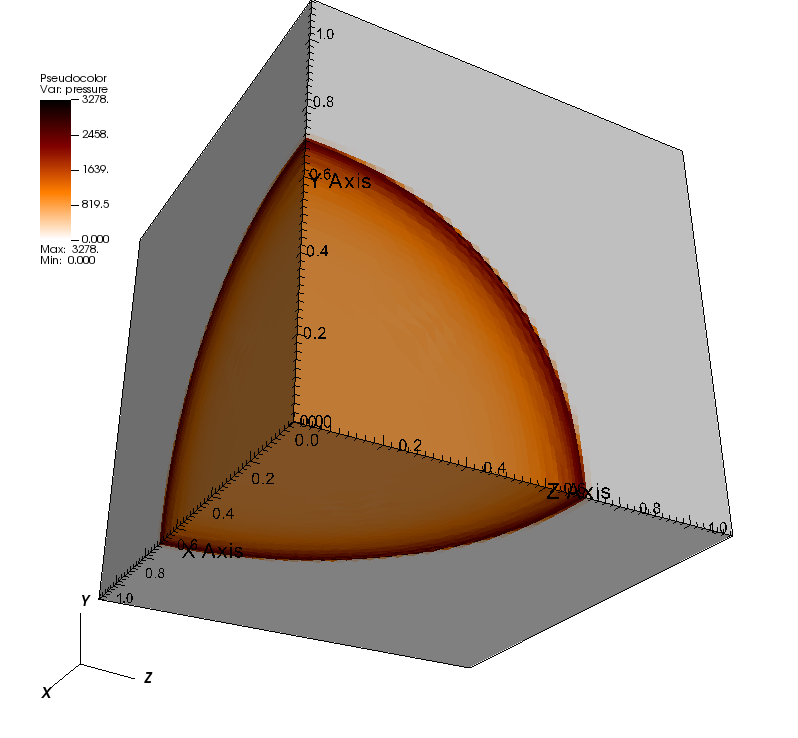 Pseudocolor
Var: pressure
3278.
2458.
1639.
819.5
0.000
Max: 3278.
Min: 0.000
1.0
0.8
0.6
Y Axis
0.4
0.2
0.0
0.2
0.4
Z Axis
0.8
1.0
0.2
0.4
0.6
X Axis
0.8
1.0
Y
Z
X